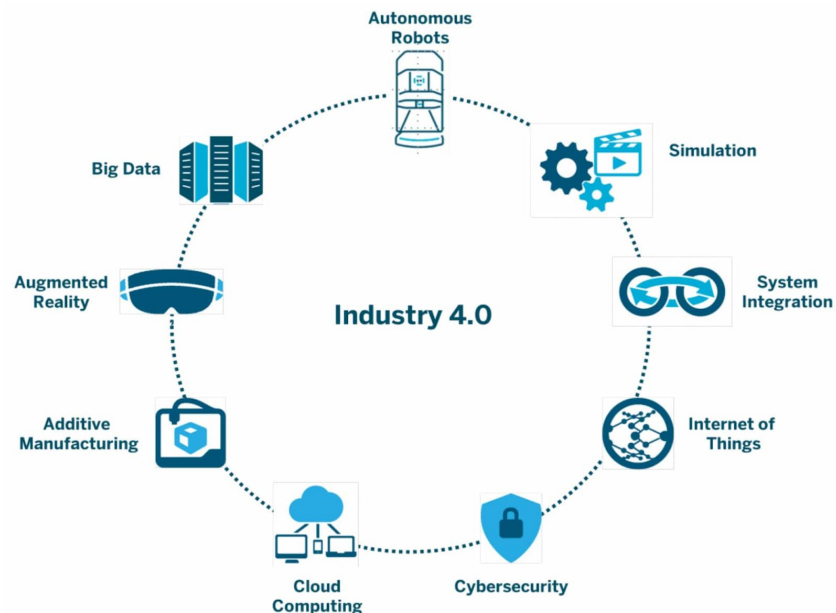 Autonomous
Robots
Simulation
Big Data
System
Integration
Augmented
Reality
Industry 4.0
Internet of
Things
Additive
Manufacturing
Cybersecurity
Cloud
Computing